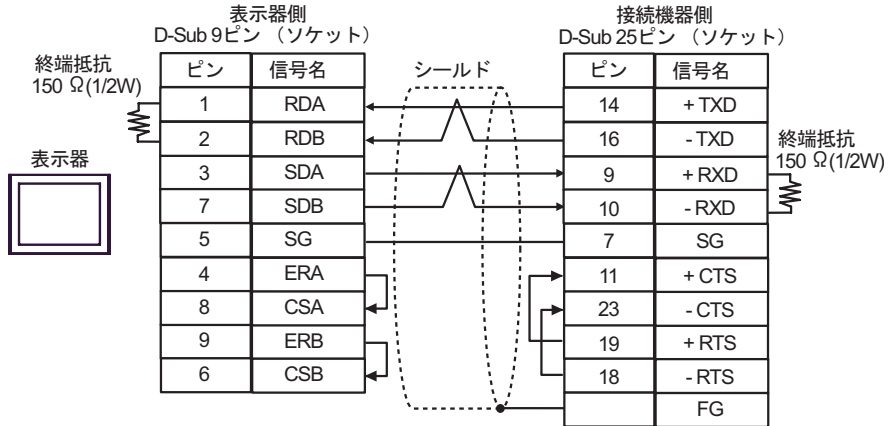 表示器側
D-Sub 9ピン （ソケット）
接続機器側
D-Sub 25ピン （ソケット）
終端抵抗
150 Ω(1/2W)
ピン 信号名
シールド
ピン 信号名
1 RDA 14 + TXD
2 RDB 16 - TXD
終端抵抗
150 Ω(1/2W)
表示器
3 SDA 9 + RXD
7 SDB 10 - RXD
5 SG 7 SG
4 ERA 11 + CTS
8 CSA 23 - CTS
9 ERB 19 + RTS
6 CSB 18 - RTS
FG